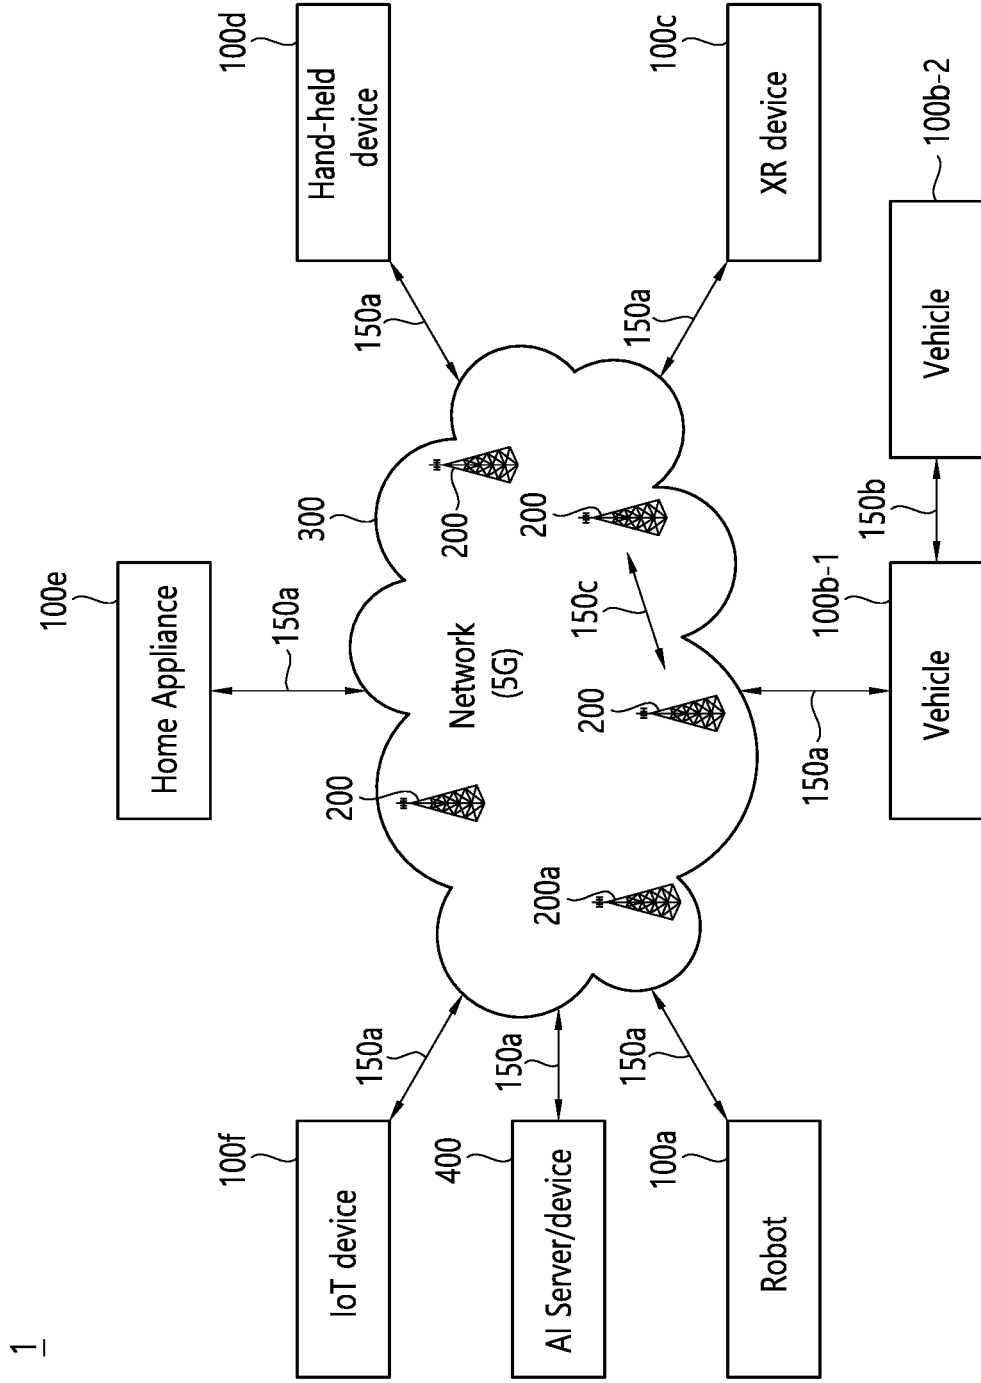 1
100e
Home Appliance
150a
100f
IoT device
150a
300
100d
Hand-held
device
150a
200
200
Network
(5G)
400
AI Server/device
150a
200a
200
200
150c
100a
Robot
150a
100c
XR device
150a
150a
100b-1
Vehicle
150b
100b-2
Vehicle